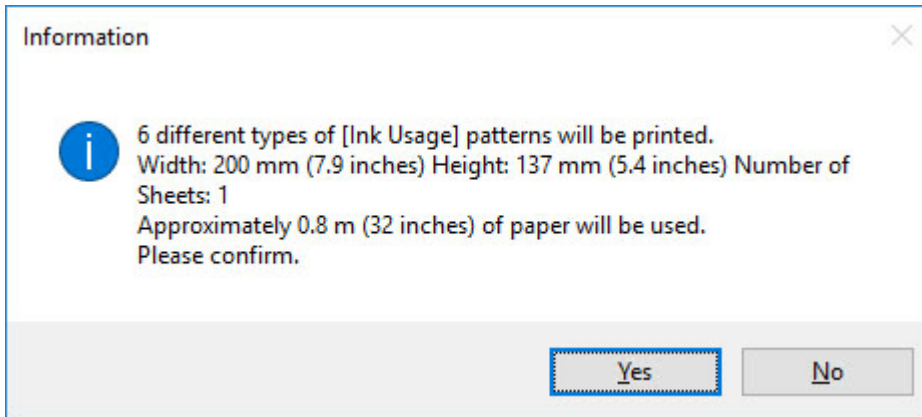 Information
6 different types of [Ink Usage] patterns will be printed.
Width: 200 mm (7.9 inches) Height: 137 mm (5.4 inches) Number of
Sheets: 1
Approximately 0.8 m (32 inches) of paper will be used.
Please confirm.
Yes
No